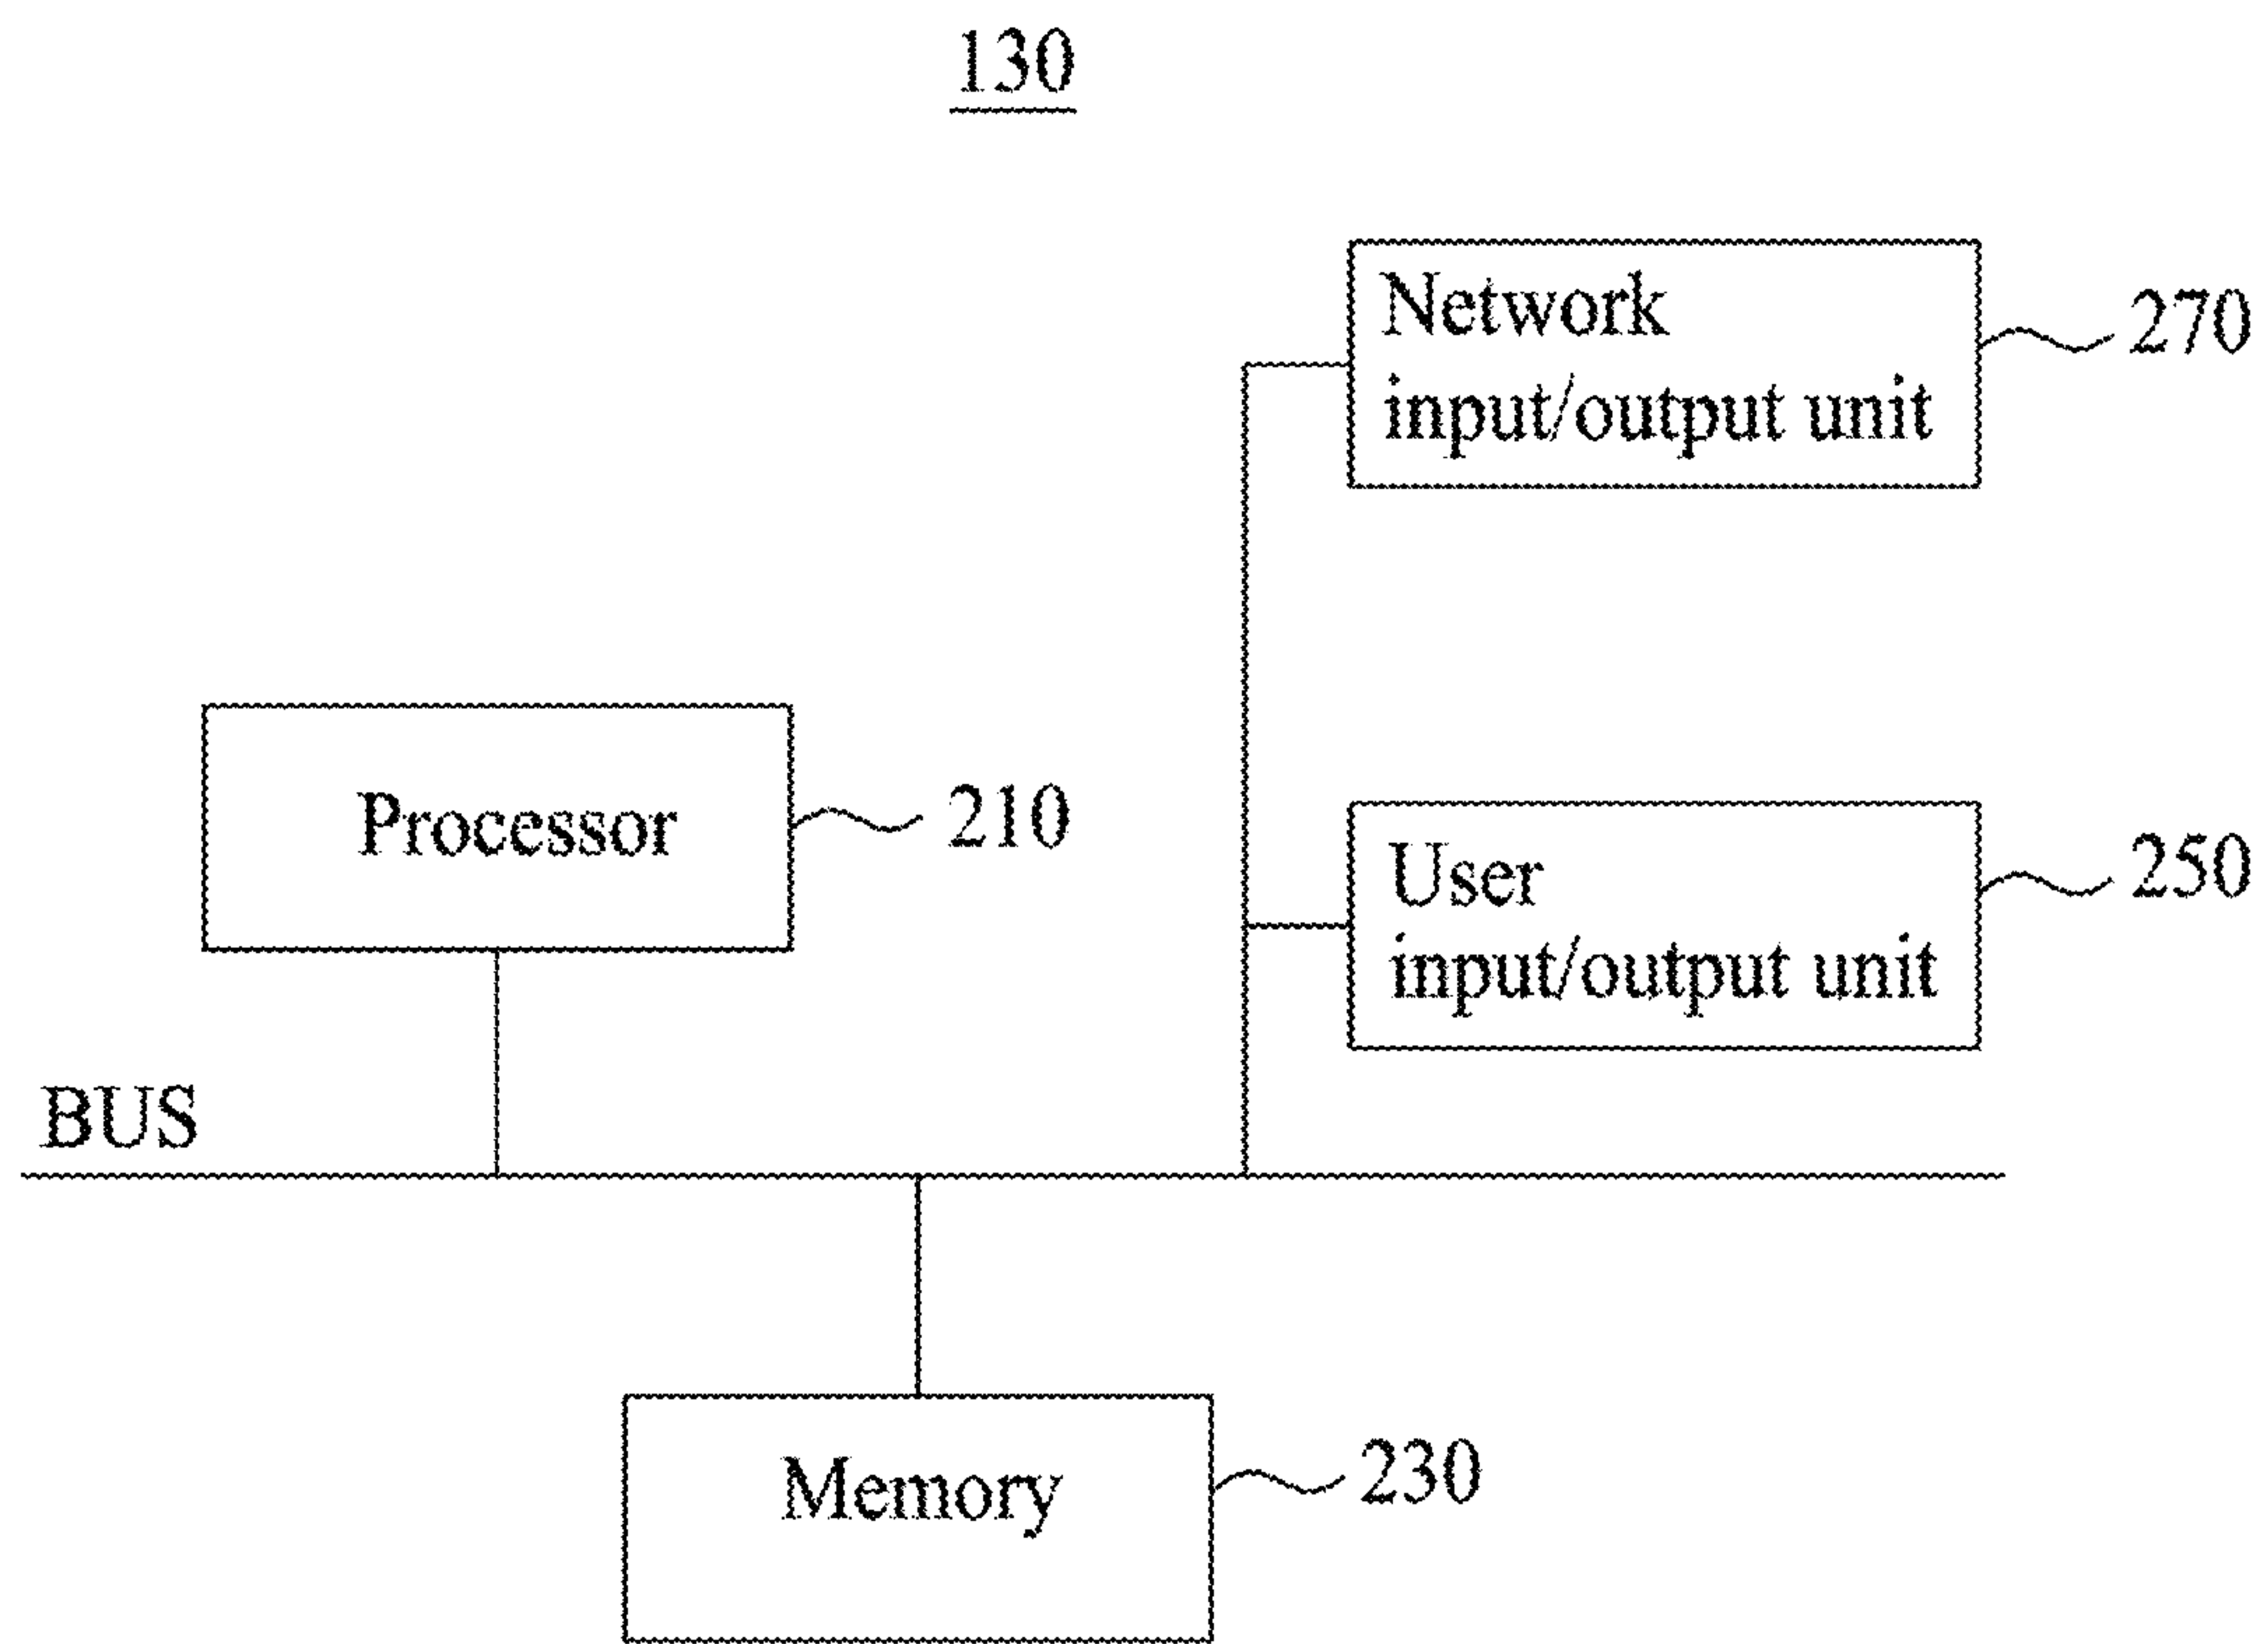 130
Network
input/output unit
270
Processor
210
User
input/output unit
250
BUS
Memory
230